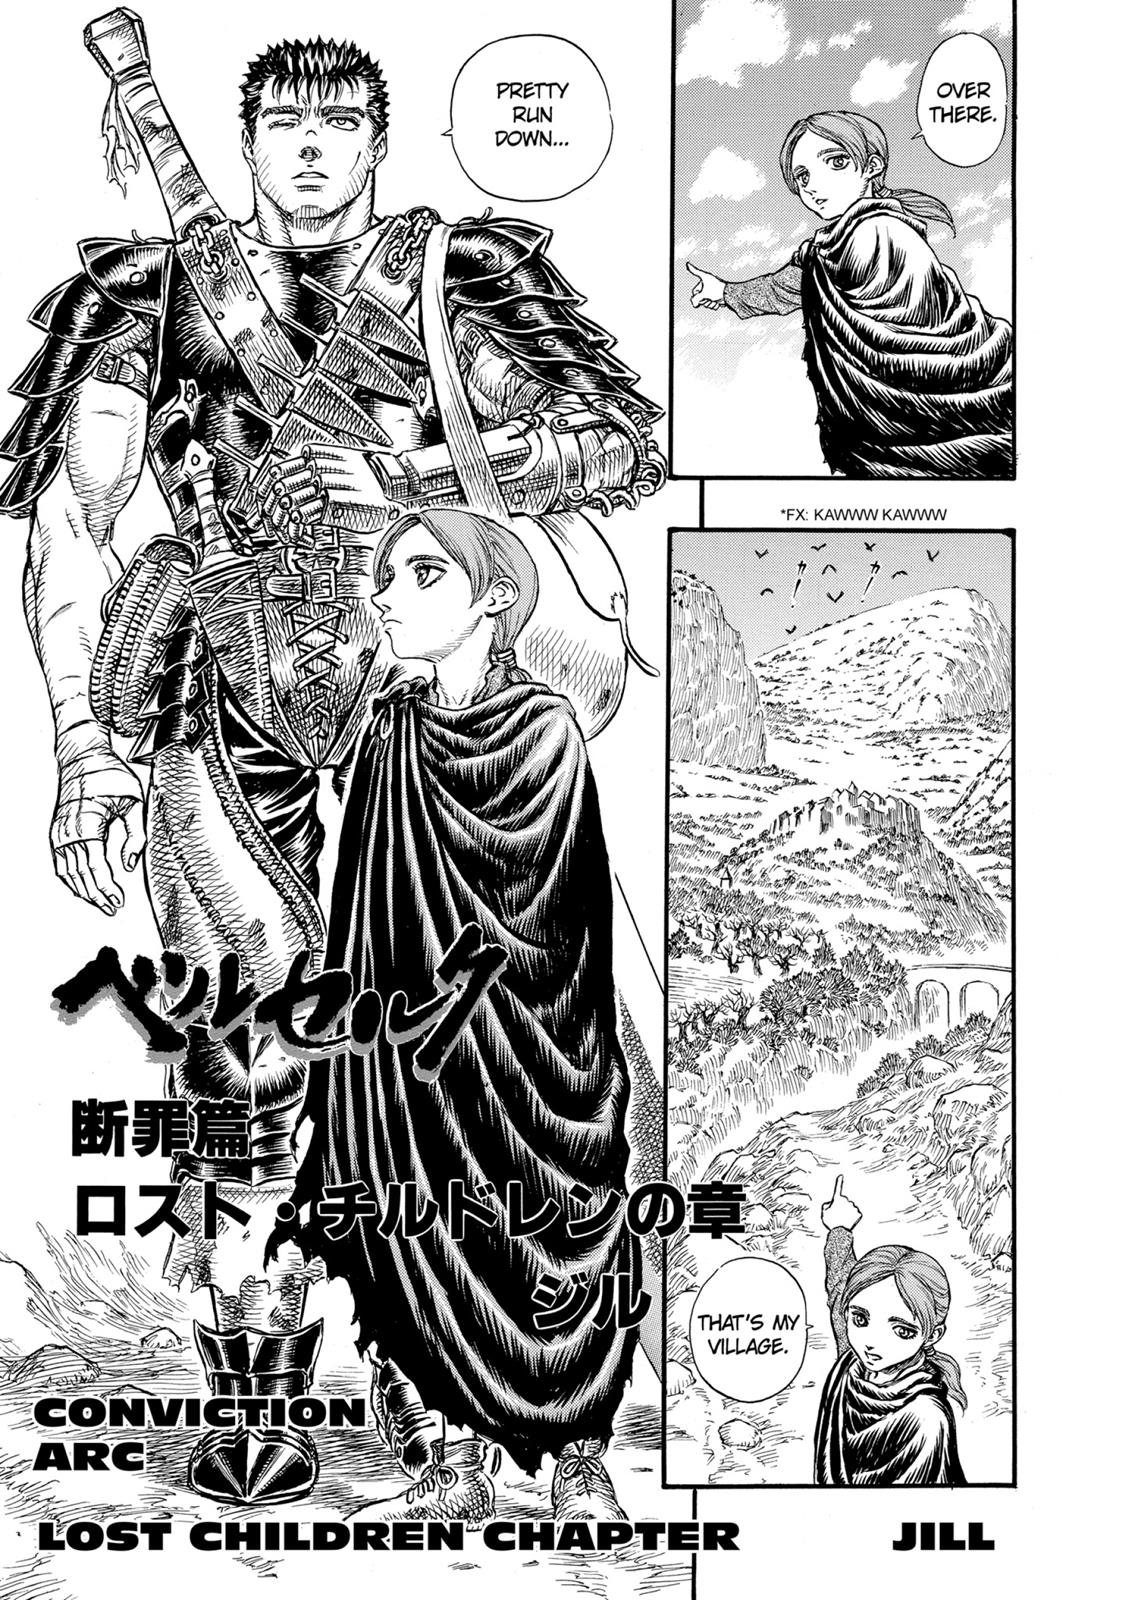 OVER
THERE.
*FX: KAWWW KAWWW
THAT'S MY
VILLAGE.
PRETTY
RUN
DOWN...
ベルセルク
断罪篇
ロスト・チルドレンの章
ジル
CONVICTION
ARC
LOST CHILDREN CHAPTER
JILL